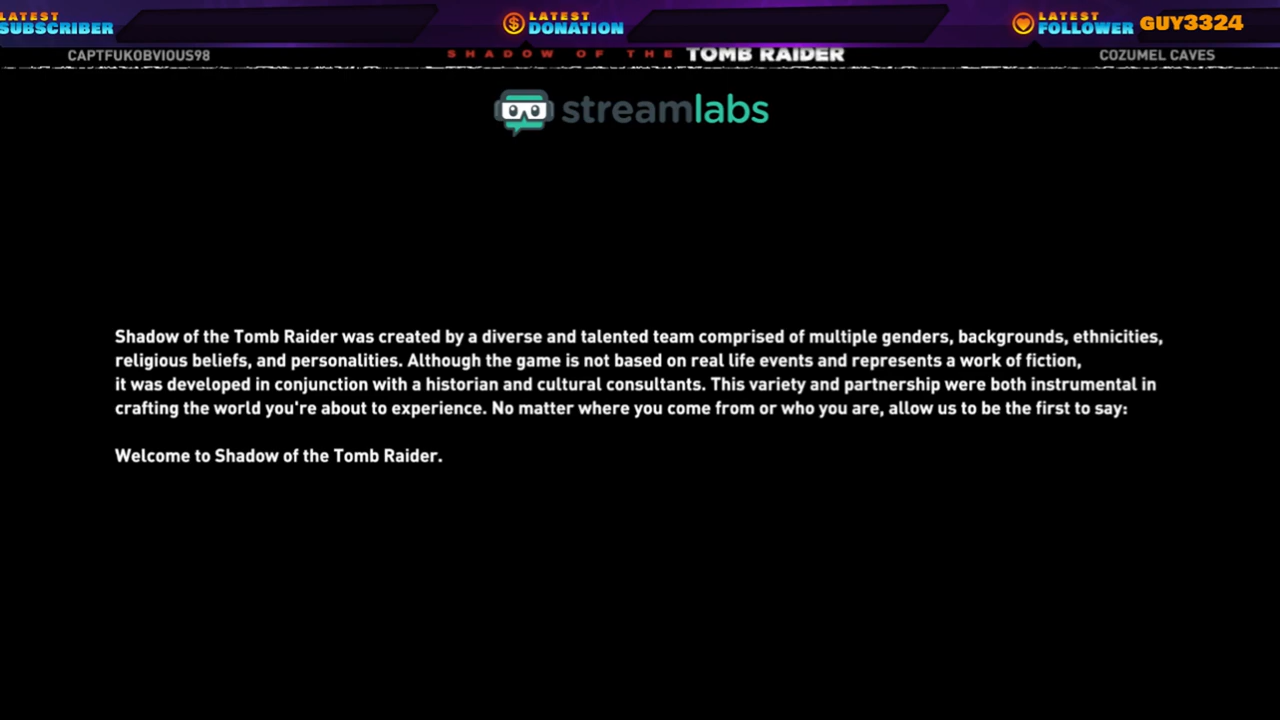 LATEST
SUBSCRIBER
LATEST
DONATION
LATEST
FOLLOWER
GUY3324
CAPTFUKOBVIOUS98
SHADOW OF THE TOMB RAIDER
COZUMEL CAVES
streamlabs
Shadow of the Tomb Raider was created by a diverse and talented team comprised of multiple genders, backgrounds, ethnicities,
religious beliefs, and personalities. Although the game is not based on real life events and represents a work of fiction,
it was developed in conjunction with a historian and cultural consultants. This variety and partnership were both instrumental in
crafting the world you're about to experience. No matter where you come from or who you are, allow us to be the first to say:
Welcome to Shadow of the Tomb Raider.